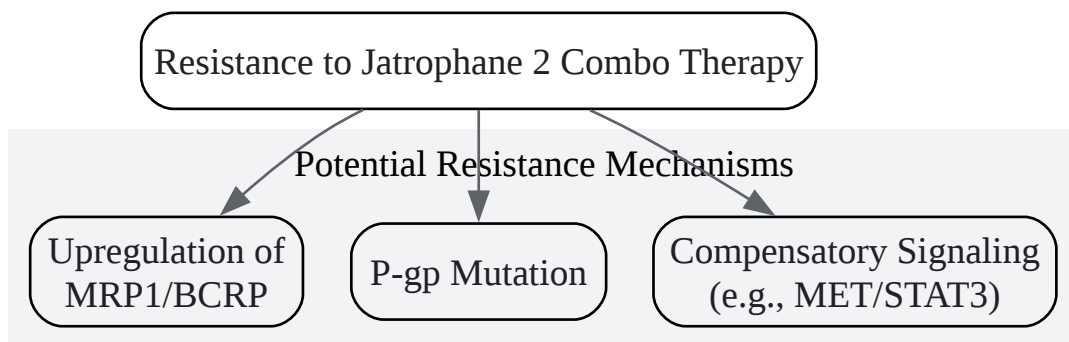 Resistance to Jatrophane 2 Combo Therapy
Potential Resistance Mechanisms
Upregulation of
MRP1/BCRP
P-gp Mutation
Compensatory Signaling
(e.g., MET/STAT3)